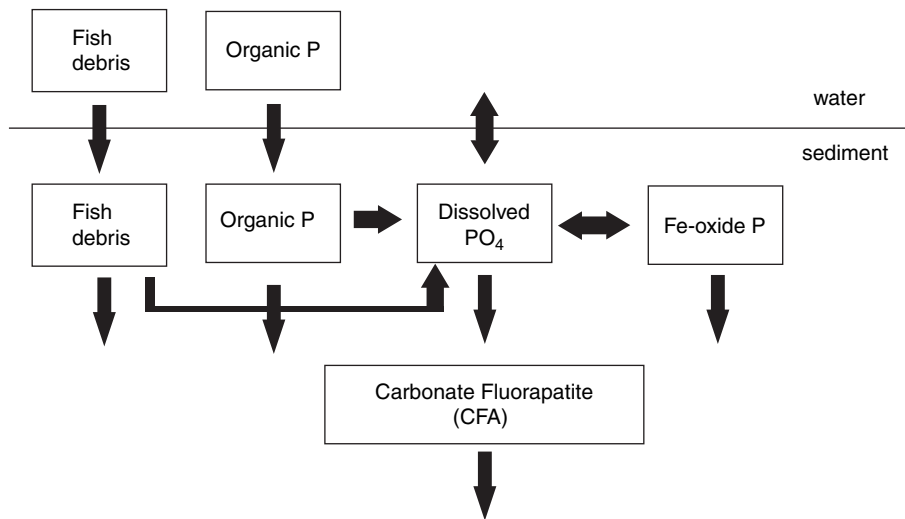 Fish
debris
Organic P
water
sediment
Fish
debris
Organic P
Dissolved
PO₄
Fe-oxide P
Carbonate Fluorapatite
(CFA)